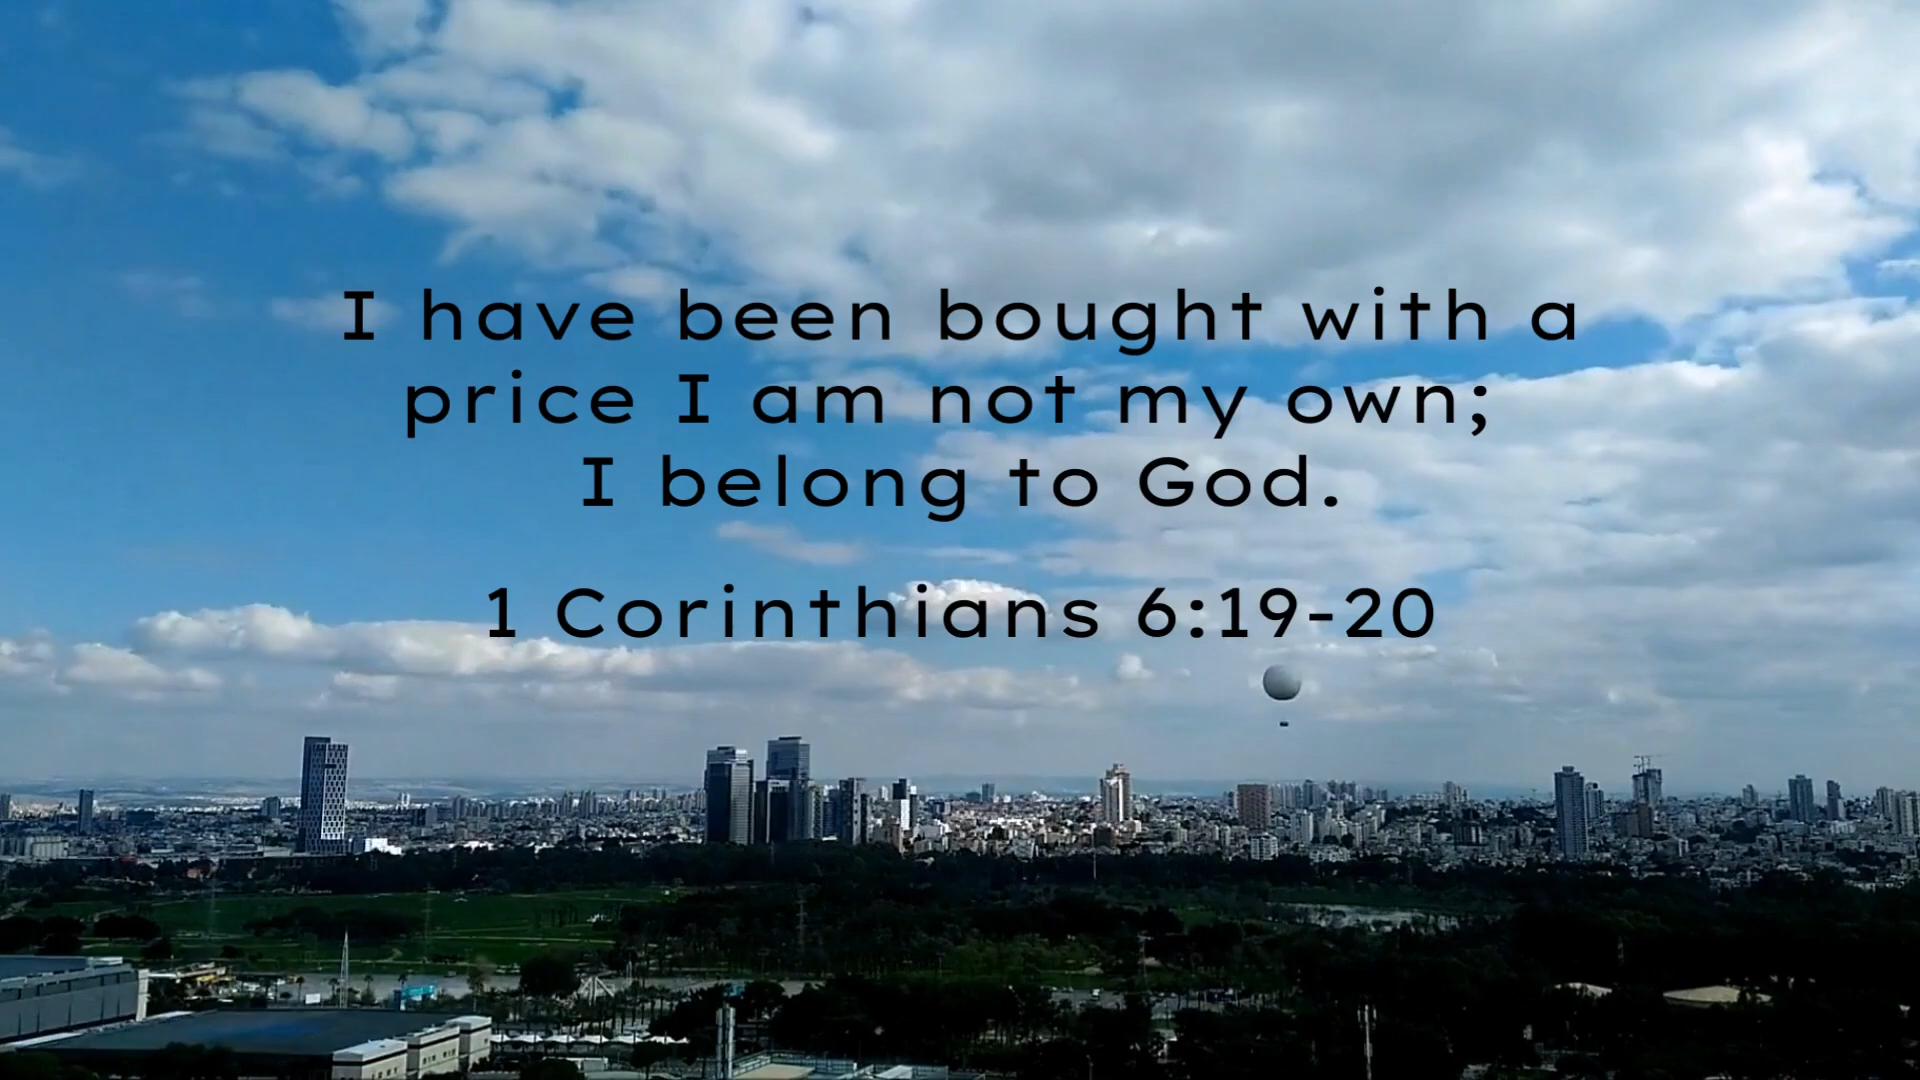 I have been bought with a
price I am not my own;
I belong to God.
1 Corinthians 6:19-20